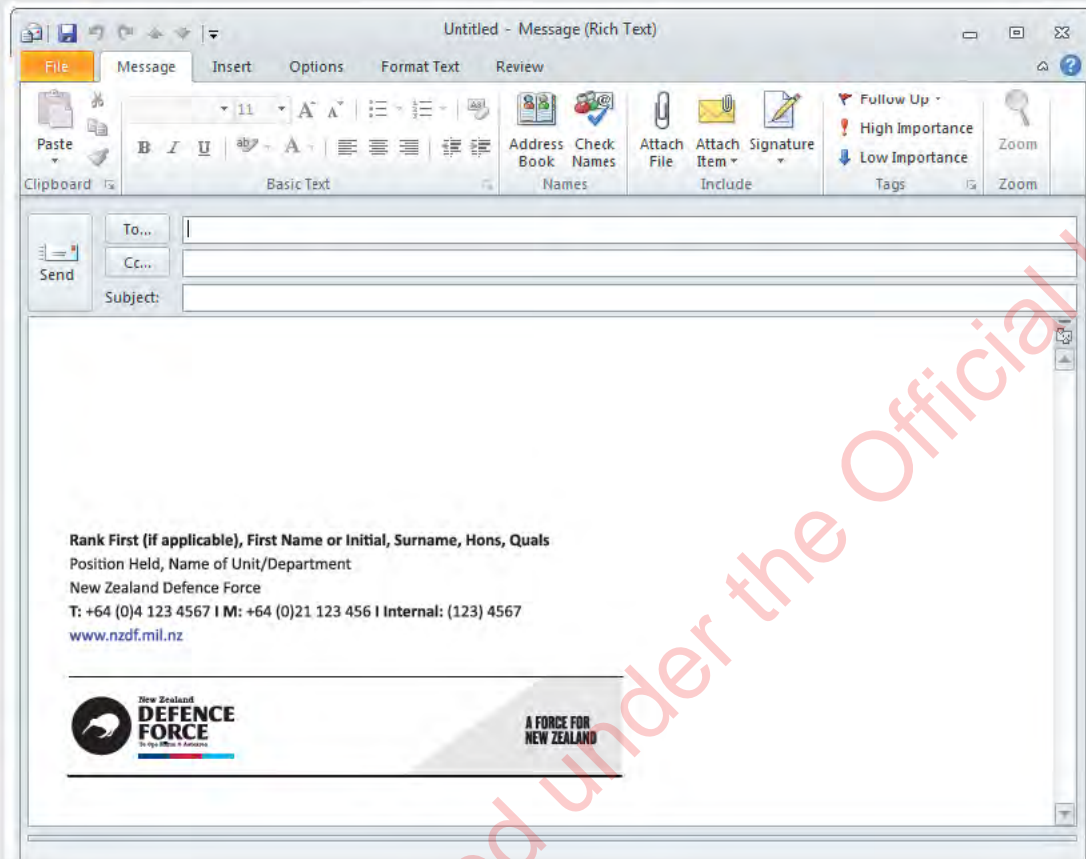 Untitled - Message (Rich Text)
File Message Insert Options Format Text Review
Paste
Clipboard
11
Basic Text
Address Book
Check Names
Names
Attach File
Attach Item
Signature
Include
Follow Up
High Importance
Low Importance
Tags
Zoom
Zoom
Send
To...
Cc...
Subject:
Rank First (if applicable), First Name or Initial, Surname, Hons, Quals
Position Held, Name of Unit/Department
New Zealand Defence Force
T: +64 (0)4 123 4567 I M: +64 (0)21 123 456 I Internal: (123) 4567
www.nzdf.mil.nz
New Zealand
DEFENCE
FORCE
A FORCE FOR
NEW ZEALAND
under the Official